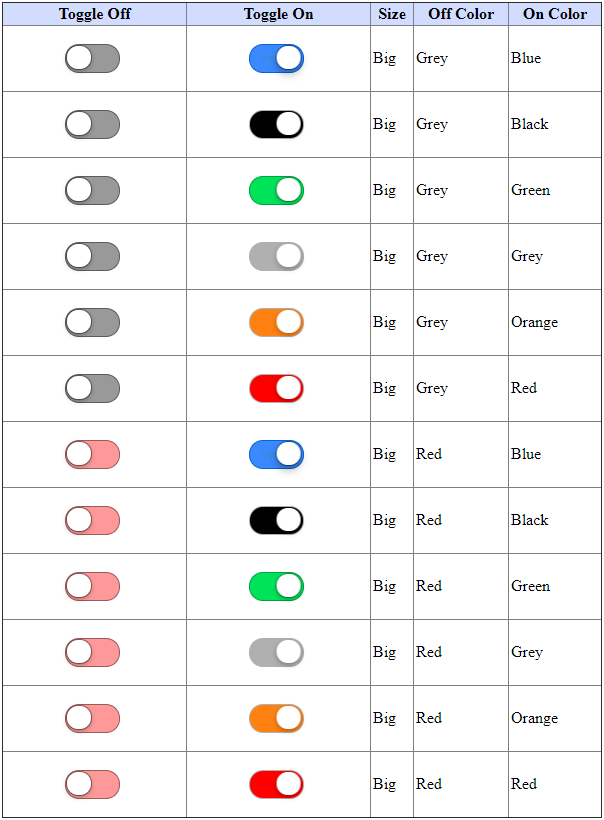 Toggle Off Toggle On Size Off Color On Color
Big Grey Blue
Big Grey Black
Big Grey Green
Big Grey Grey
Big Grey Orange
Big Grey Red
Big Red Blue
Big Red Black
Big Red Green
Big Red Grey
Big Red Orange
Big Red Red